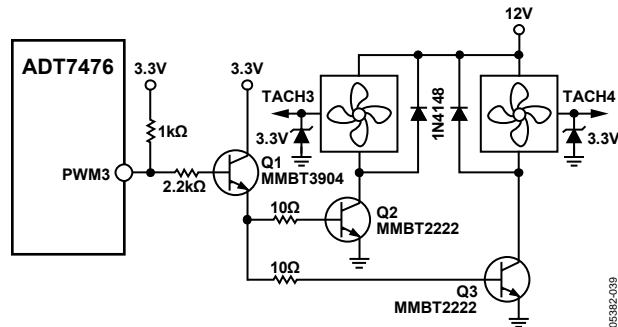 12V
ADT7476
3.3V
3.3V
TACH3
1N4148
TACH4
1kΩ
3.3V
3.3V
PWM3
2.2kΩ
Q1
MMBT3904
10Ω
Q2
MMBT2222
10Ω
Q3
MMBT2222
05382-039